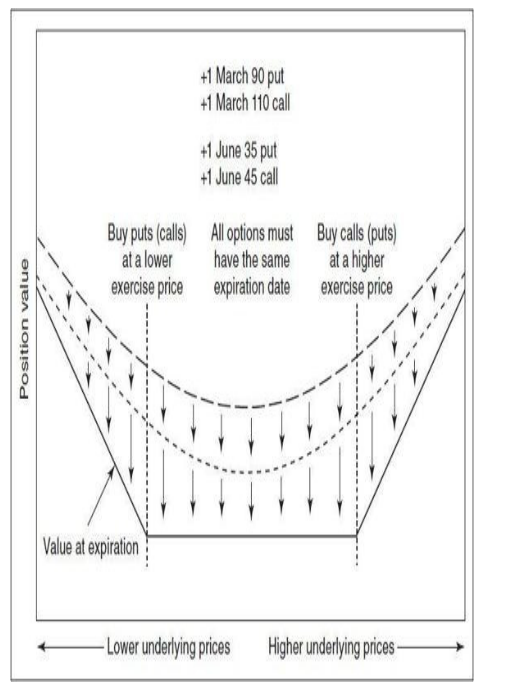 +1 March 90 put
+1 March 110 call
+1 June 35 put
+1 June 45 call
Buy puts (calls)
at a lower
exercise price
All options must
have the same
expiration date
Buy calls (puts)
at a higher
exercise price
Position value
Value at expiration
Lower underlying prices
Higher underlying prices